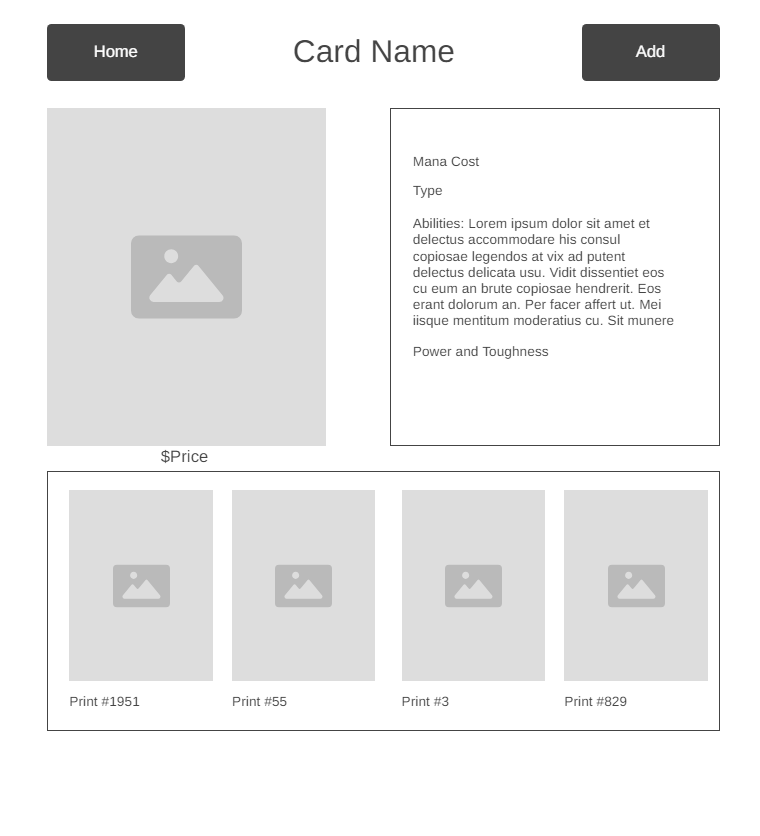 Home
Card Name
Add
Mana Cost
Type
Abilities: Lorem ipsum dolor sit amet et
delectus accommodare his consul
copiosae legendos at vix ad putent
delectus delicata usu. Vidit dissentiet eos
cu eum an brute copiosae hendrerit. Eos
erant dolorum an. Per facer affert ut. Mei
iisque mentitum moderatius cu. Sit munere
Power and Toughness
$Price
Print #1951
Print #55
Print #3
Print #829